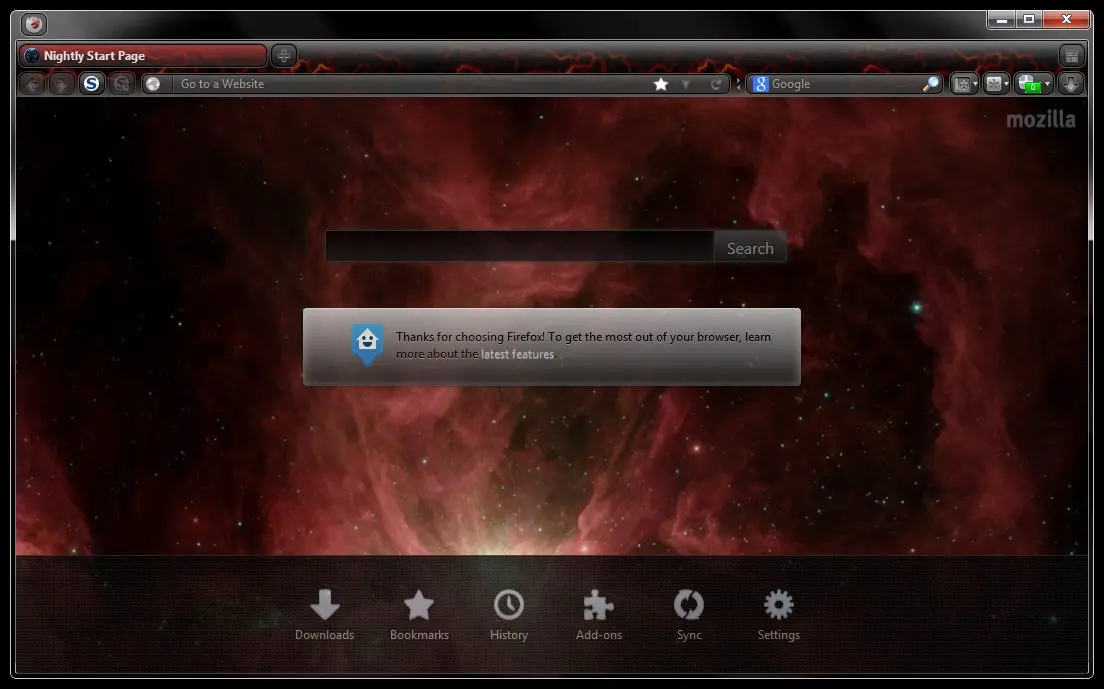 Nightly Start Page
Go to a Website
Google
mozilla
Search
Thanks for choosing Firefox! To get the most out of your browser, learn
more about the latest features.
Downloads
Bookmarks
History
Add-ons
Sync
Settings